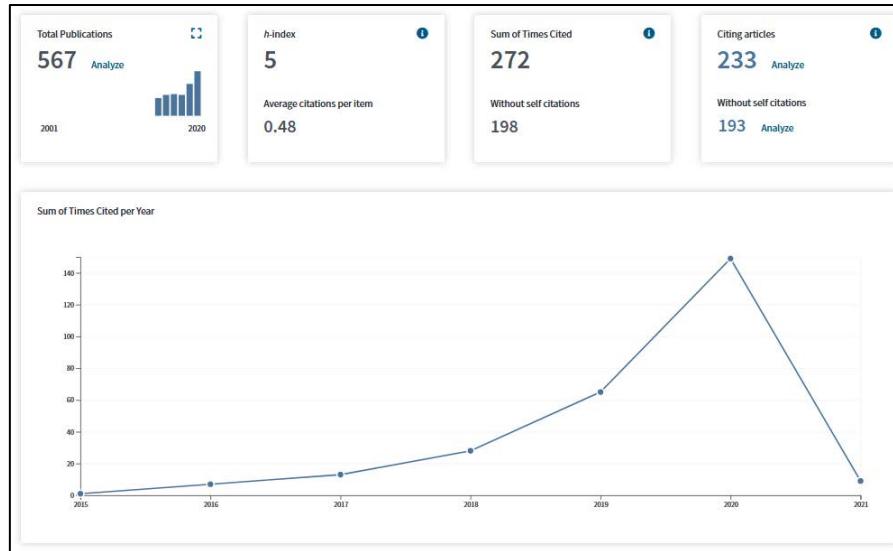 Total Publications
567 Analyze
2001 2020
h-index
5
Average citations per item
0.48
Sum of Times Cited
272
Without self citations
198
Citing articles
233 Analyze
Without self citations
193 Analyze
Sum of Times Cited per Year
140
120
100
80
60
40
20
0
2015 2016 2017 2018 2019 2020 2021